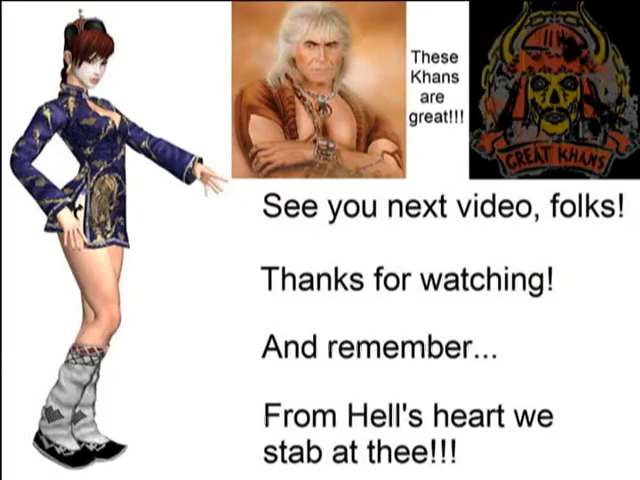 These
Khans
are
great!!!
GREAT KHANS
See you next video, folks!
Thanks for watching!
And remember...
From Hell's heart we
stab at thee!!!